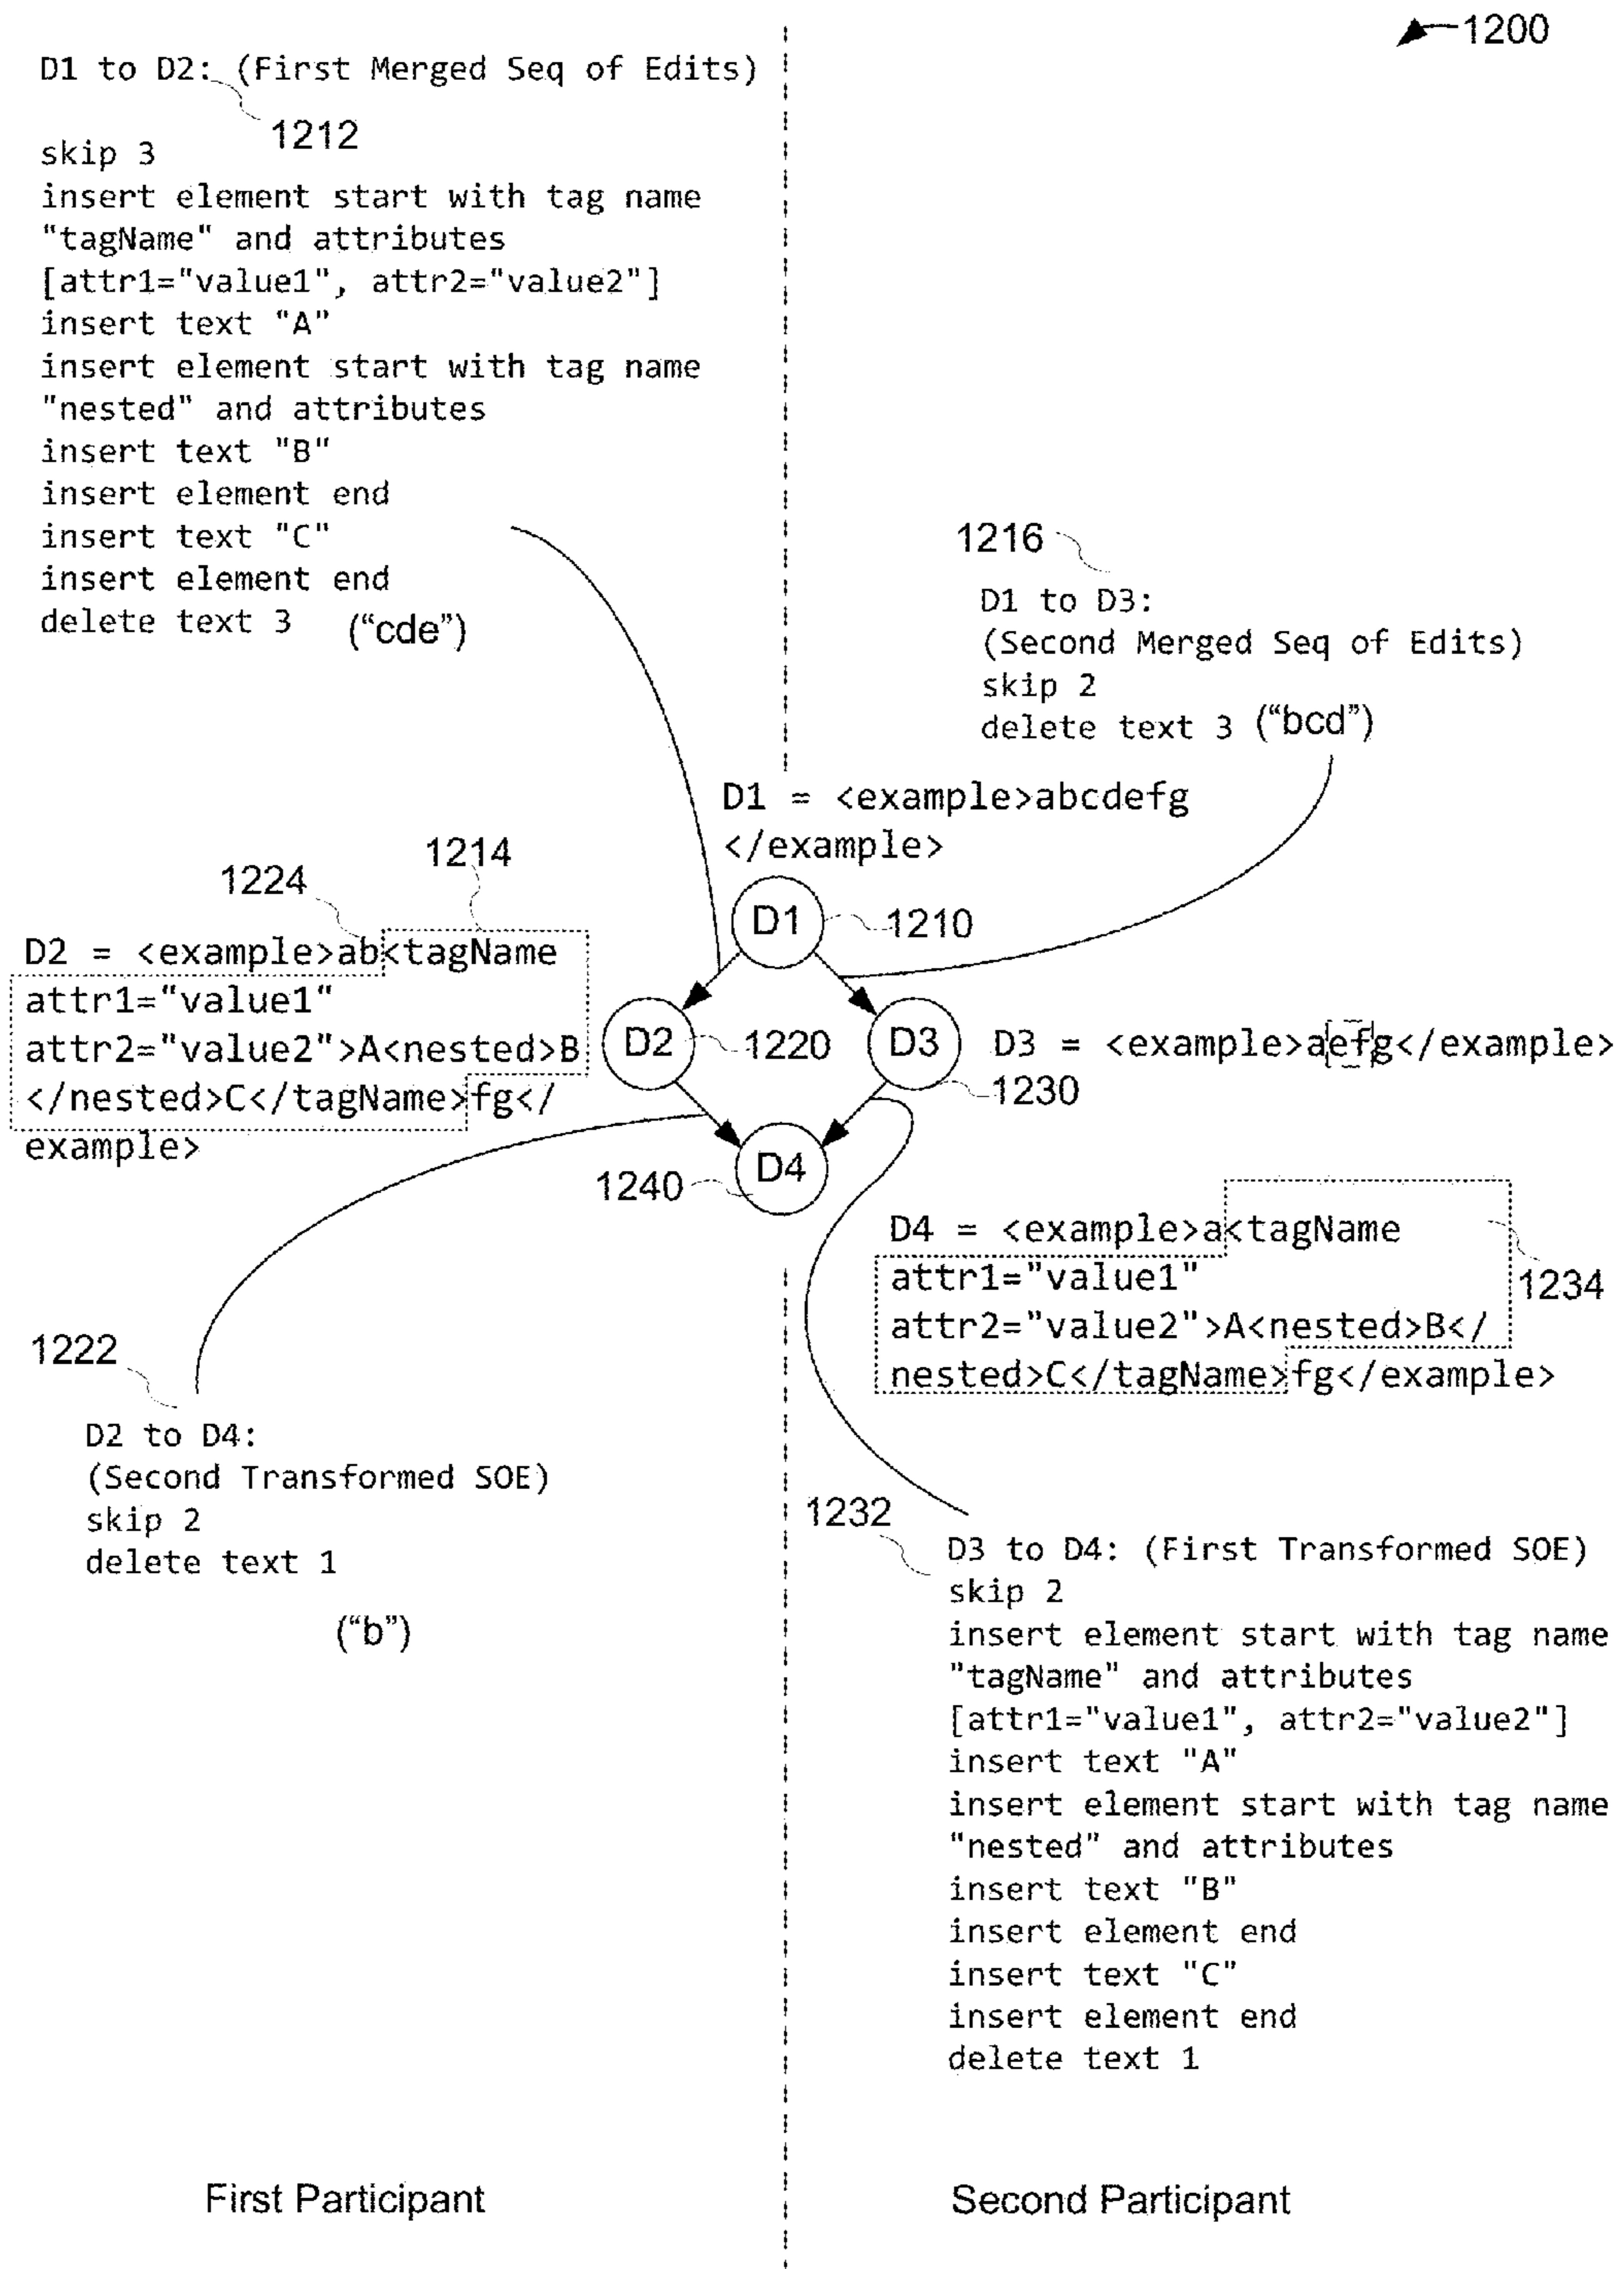 1200
D1 to D2: (First Merged Seq of Edits)
1212
skip 3
insert element start with tag name
"tagName" and attributes
[attr1="value1", attr2="value2"]
insert text "A"
insert element start with tag name
"nested" and attributes
insert text "B"
insert element end
insert text "C"
insert element end
delete text 3 (“cde”)
1216
D1 to D3:
(Second Merged Seq of Edits)
skip 2
delete text 3 (“bcd”)
D1 = <example>abcdefg
</example>
1214
1224
D1
1210
D2 = <example>ab<tagName
attr1="value1"
attr2="value2">A<nested>B
</nested>C</tagName>fg</
example>
D2
1220
D3
1230
D3 = <example>aefg</example>
D4
1240
D4 = <example>a<tagName
attr1="value1"
attr2="value2">A<nested>B</
nested>C</tagName>fg</example>
1234
1222
D2 to D4:
(Second Transformed SOE)
skip 2
delete text 1
(“b”)
1232
D3 to D4: (First Transformed SOE)
skip 2
insert element start with tag name
"tagName" and attributes
[attr1="value1", attr2="value2"]
insert text "A"
insert element start with tag name
"nested" and attributes
insert text "B"
insert element end
insert text "C"
insert element end
delete text 1
First Participant
Second Participant